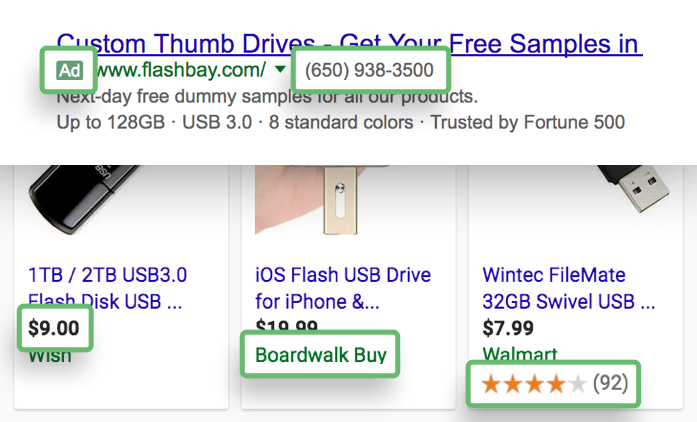 Custom Thumb Drives - Get Your Free Samples in
Ad www.flashbay.com/ (650) 938-3500
Next-day free dummy samples for all our products.
Up to 128GB · USB 3.0 · 8 standard colors · Trusted by Fortune 500
1TB / 2TB USB3.0
Flash Disk USB ...
$9.00
Wish
iOS Flash USB Drive
for iPhone &...
$19.99
Boardwalk Buy
Wintec FileMate
32GB Swivel USB ...
$7.99
Walmart
(92)